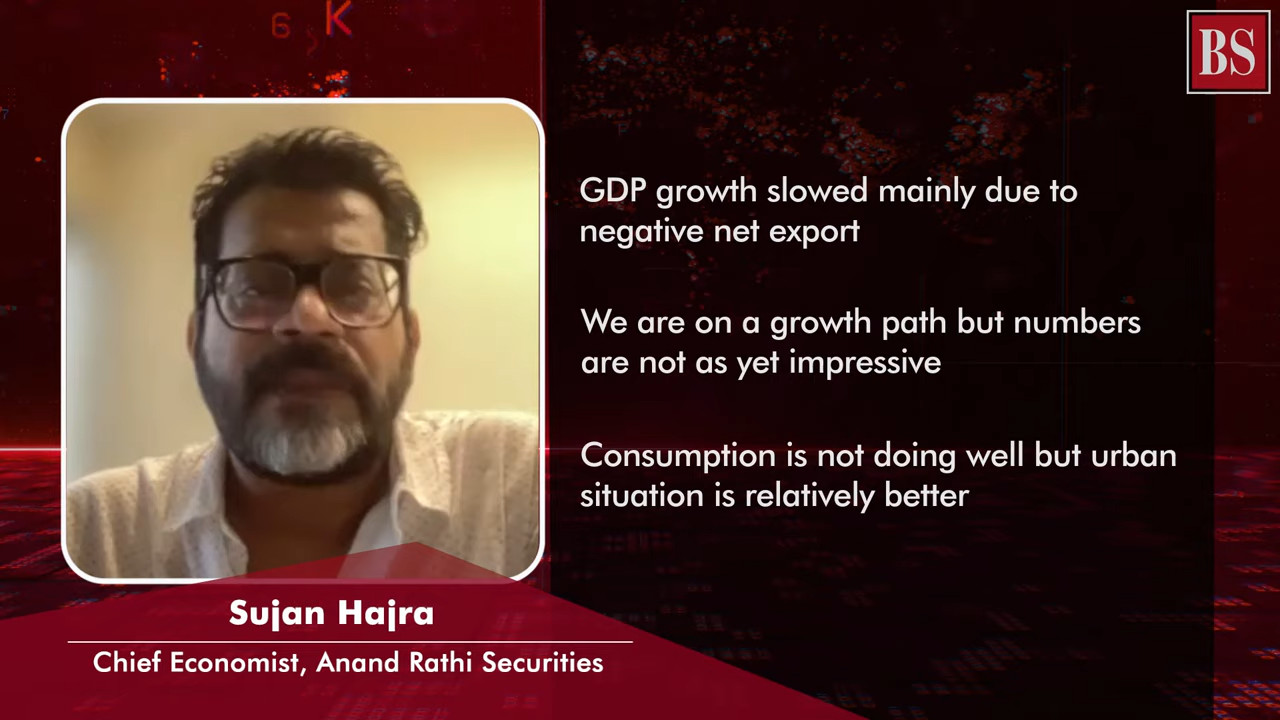 BS
GDP growth slowed mainly due to
negative net export
We are on a growth path but numbers
are not as yet impressive
Consumption is not doing well but urban
situation is relatively better
Sujan Hajra
Chief Economist, Anand Rathi Securities
6
K